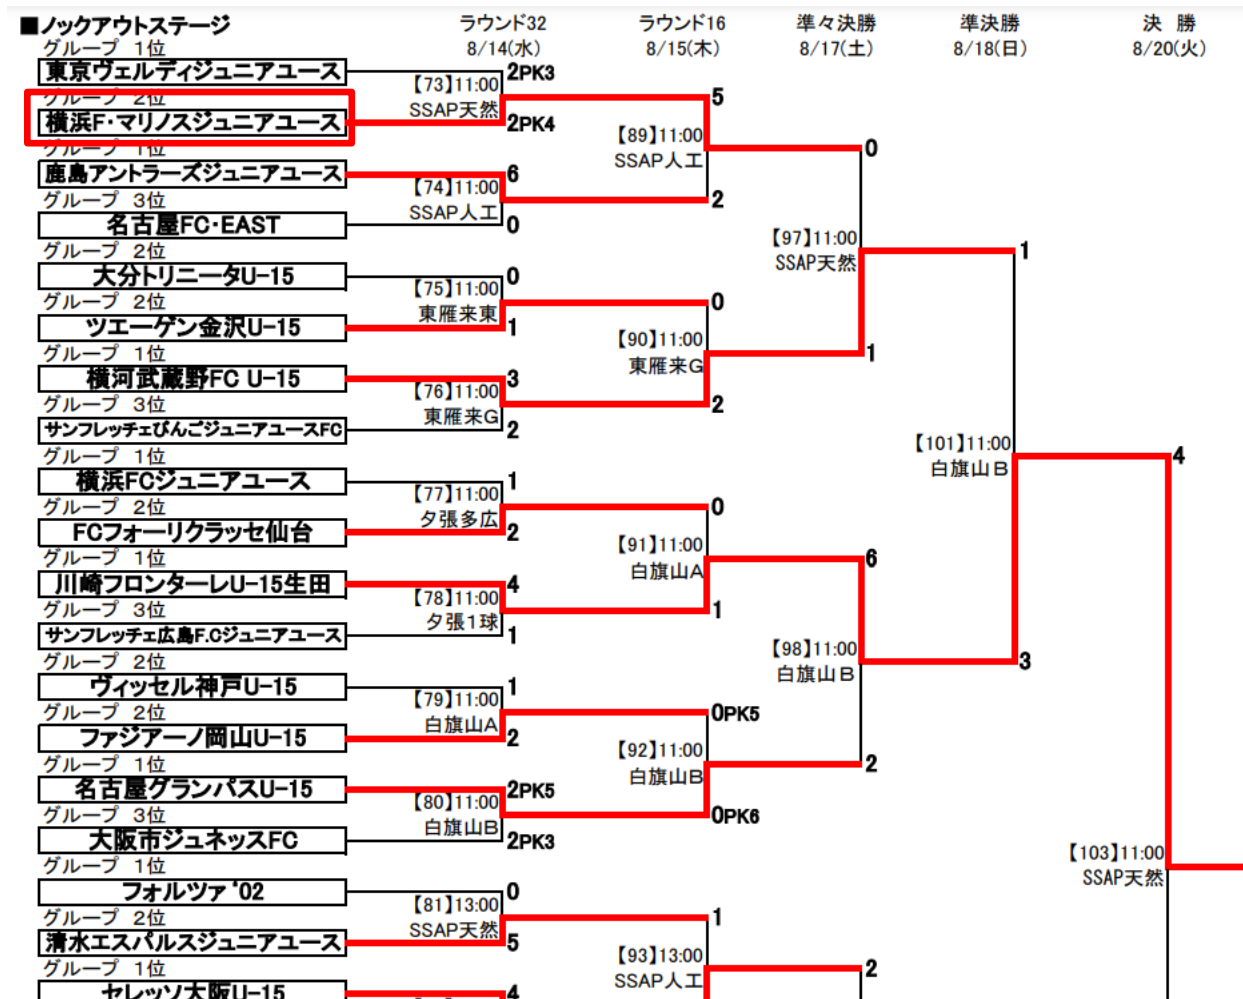 ■ノックアウトステージ ラウンド32 ラウンド16 準々決勝 準決勝 決 勝
グループ 1位 8/14(水) 8/15(木) 8/17(土) 8/18(日) 8/20(火)
東京ヴェルディジュニアユース 2PK3
【73】11:00
グループ 2位 5
SSAP天然
横浜F・マリノスジュニアユース 2PK4
【89】11:00
グループ 1位 0
SSAP人工
鹿島アントラーズジュニアユース 6
【74】11:00
グループ 3位 2
SSAP人工
名古屋FC・EAST 0
【97】11:00
グループ 2位 1
SSAP天然
大分トリニータU-15 0
【75】11:00
グループ 2位 0
東雁来東
ツエーゲン金沢U-15 1
【90】11:00
グループ 1位 1
東雁来G
横河武蔵野FC U-15 3
【76】11:00
グループ 3位 2
東雁来G
サンフレッチェびんごジュニアユースFC 2
【101】11:00
グループ 1位 4
白旗山B
横浜FCジュニアユース 1
【77】11:00
グループ 2位 0
夕張多広
FCフォーリクラッセ仙台 2
【91】11:00
グループ 1位 6
白旗山A
川崎フロンターレU-15生田 4
【78】11:00
グループ 3位 1
夕張1球
サンフレッチェ広島F.Cジュニアユース 1
【98】11:00
グループ 2位 3
白旗山B
ヴィッセル神戸U-15 1
【79】11:00
グループ 2位 0PK5
白旗山A
ファジアーノ岡山U-15 2
【92】11:00
グループ 1位 2
白旗山B
名古屋グランパスU-15 2PK5
【80】11:00
グループ 3位 0PK6
白旗山B
大阪市ジュネッスFC 2PK3
【103】11:00
グループ 1位
SSAP天然
フォルツァ'02 0
【81】13:00
グループ 2位 1
SSAP天然
清水エスパルスジュニアユース 5
【93】13:00
グループ 1位 2
SSAP人工
セレッソ大阪U-15 4